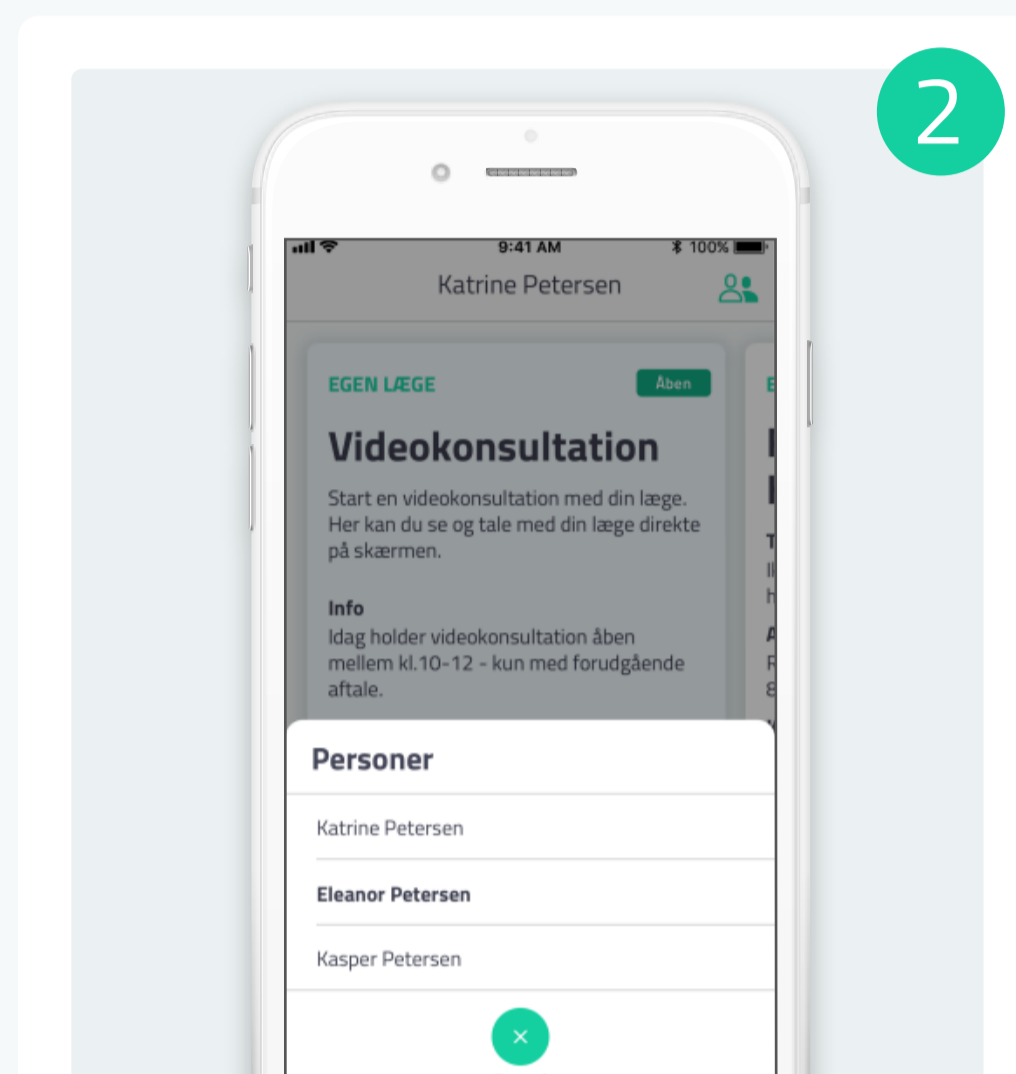 2
9:41 AM
100%
Katrine Petersen
EGEN LÆGE
Åben
Videokonsultation
Start en videokonsultation med din læge.
Her kan du se og tale med din læge direkte
på skærmen.
Info
Idag holder videokonsultation åben
mellem kl.10-12 - kun med forudgående
aftale.
Personer
Katrine Petersen
Eleanor Petersen
Kasper Petersen